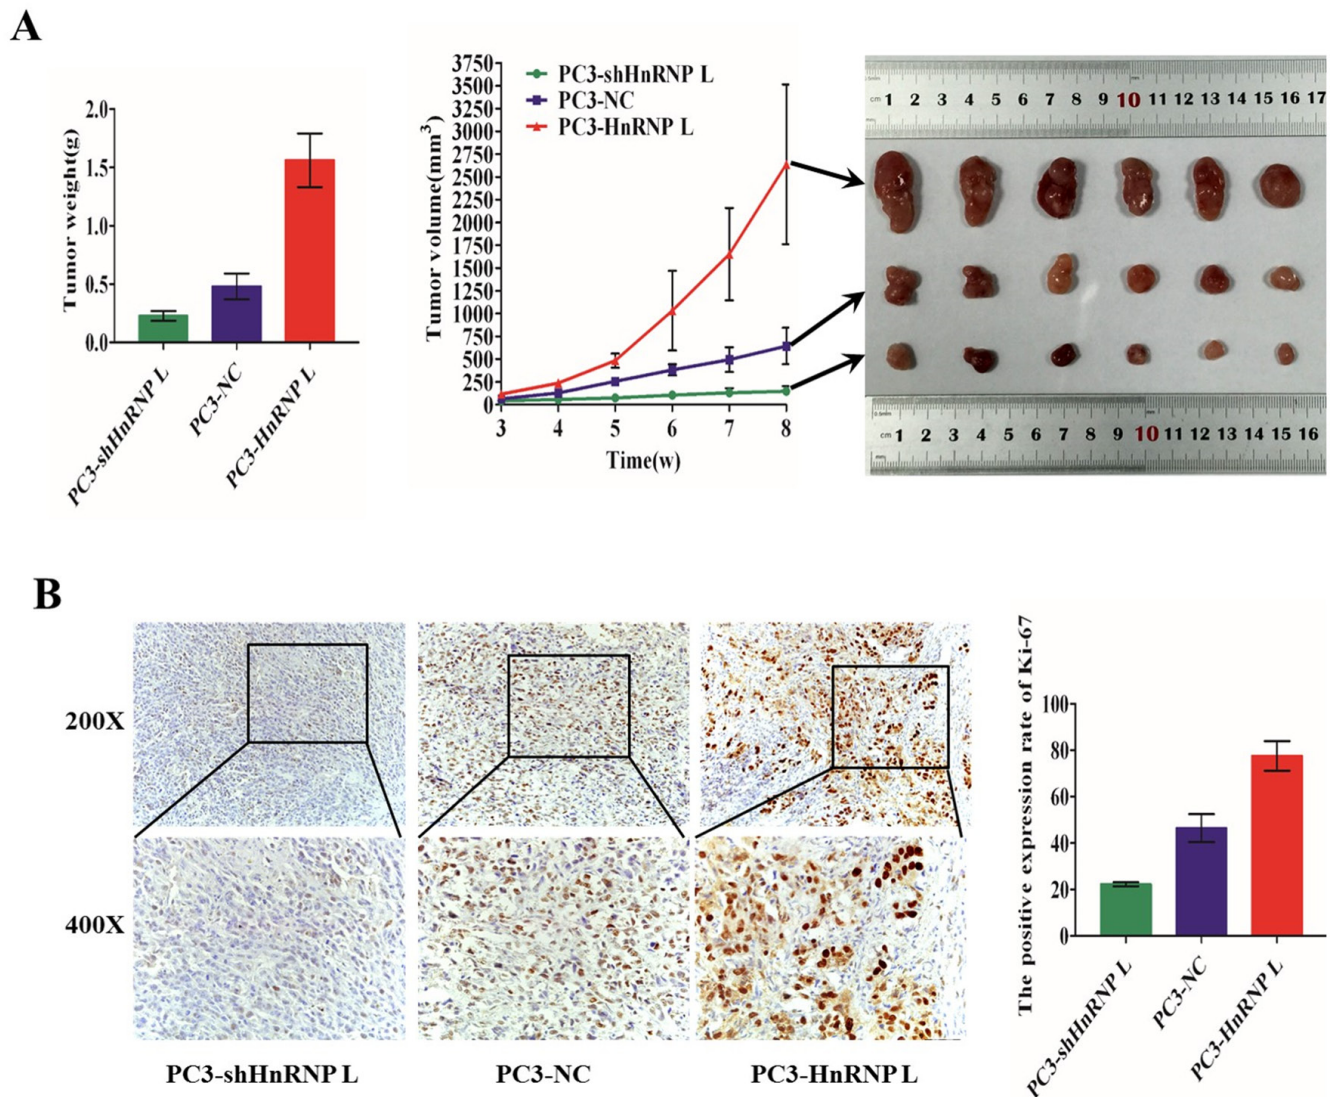 A
Tumor weight(g)
2.0
1.5
1.0
0.5
0.0
PC3-shHnRNP L
PC3-NC
PC3-HnRNP L
Tumor volume(mm3)
3750
3500
3250
3000
2750
2500
2250
2000
1750
1500
1250
1000
750
500
250
0
PC3-shHnRNP L
PC3-NC
PC3-HnRNP L
3 4 5 6 7 8
Time(w)
cm 1 2 3 4 5 6 7 8 9 10 11 12 13 14 15 16 17
cm 1 2 3 4 5 6 7 8 9 10 11 12 13 14 15 16
B
200X
400X
PC3-shHnRNP L
PC3-NC
PC3-HnRNP L
The positive expression rate of Ki-67
100
80
60
40
20
0
PC3-shHnRNP L
PC3-NC
PC3-HnRNP L